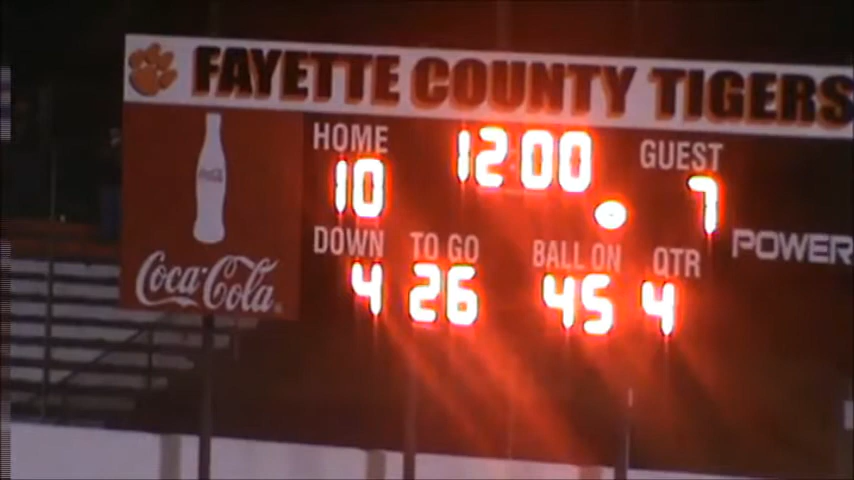 FAYETTE COUNTY TIGERS
HOME 12:00 GUEST
10 7
DOWN TO GO BALL ON QTR POWER
4 26 45 4
Coca-Cola